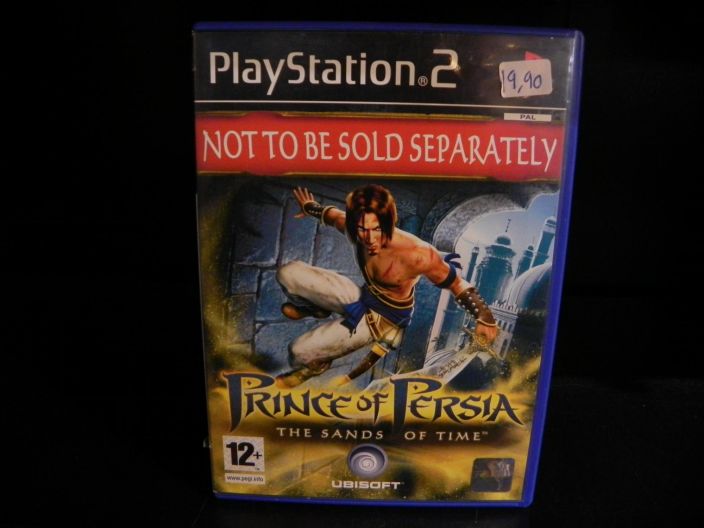 PlayStation®2
19,90
PAL
NOT TO BE SOLD SEPARATELY
PRINCE OF PERSIA
THE SANDS OF TIME™
12+
www.pegi.info
UBISOFT